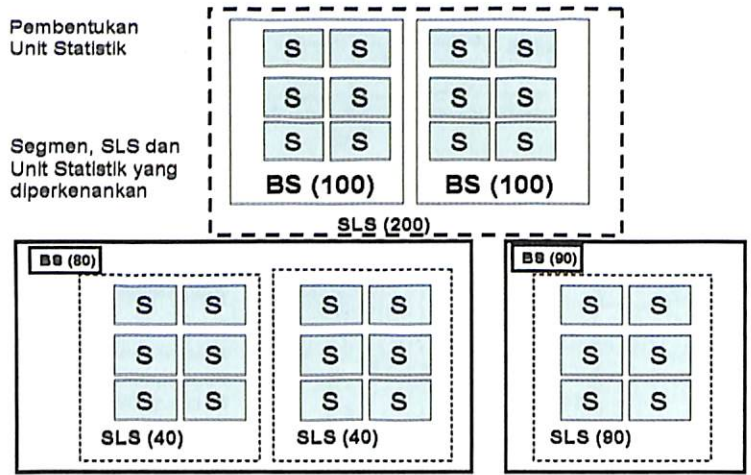 Pembentukan
Unit Statistik
Segmen, SLS dan
Unit Statistik yang
diperkenankan
S S S S
S S S S
S S S S
BS (100) BS (100)
SLS (200)
BS (80) BS (90)
S S S S S S
S S S S S S
S S S S S S
SLS (40) SLS (40) SLS (90)